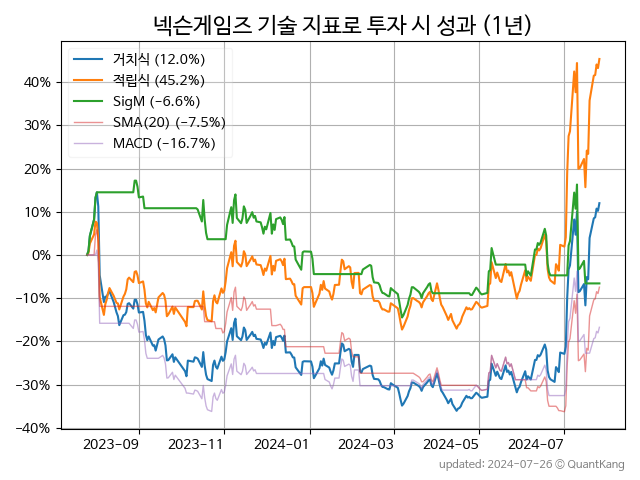 넥슨게임즈 기술 지표로 투자 시 성과 (1년)
거치식 (12.0%)
적립식 (45.2%)
SigM (−6.6%)
SMA(20) (−7.5%)
MACD (−16.7%)
40%
30%
20%
10%
0%
−10%
−20%
−30%
−40%
2023-09 2023-11 2024-01 2024-03 2024-05 2024-07
updated: 2024-07-26 © QuantKang